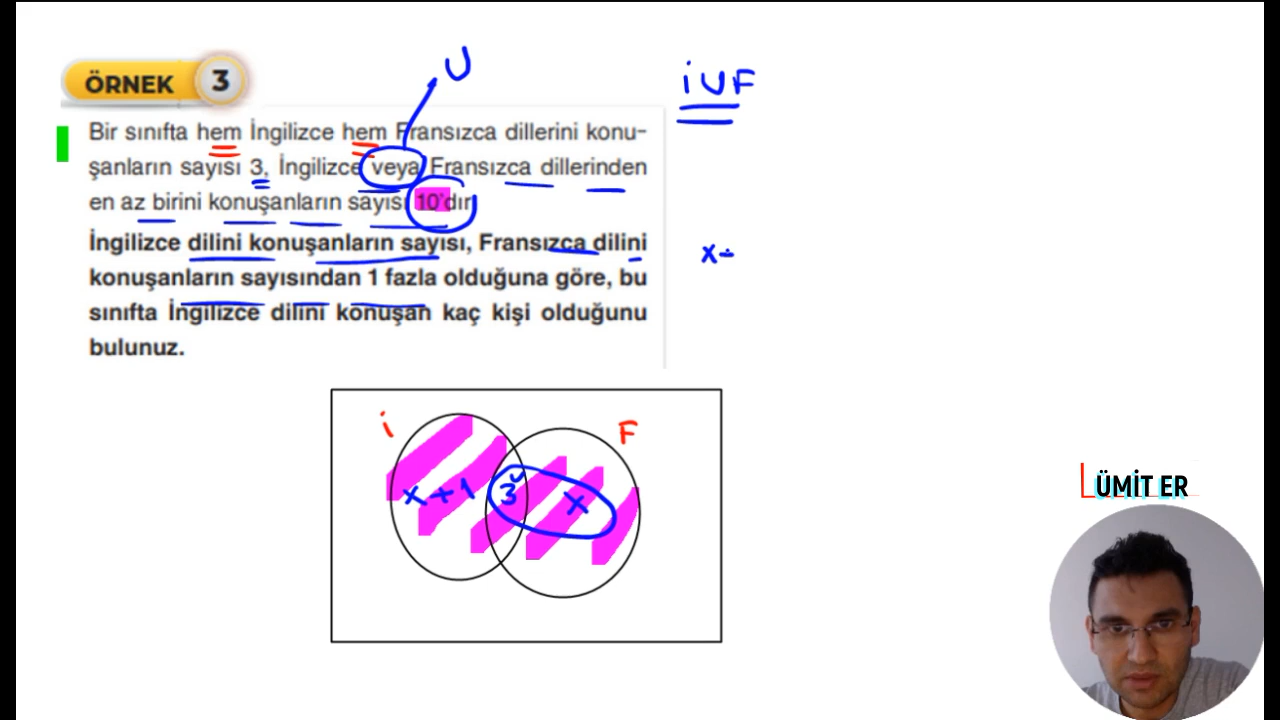 U
İUF
ÖRNEK 3
Bir sınıfta hem İngilizce hem Fransızca dillerini konu-
şanların sayısı 3, İngilizce veya Fransızca dillerinden
en az birini konuşanların sayısı 10'dır.
İngilizce dilini konuşanların sayısı, Fransızca dilini
konuşanların sayısından 1 fazla olduğuna göre, bu
sınıfta İngilizce dilini konuşan kaç kişi olduğunu
bulunuz.
x-
i F
x+1 3 x
ÜMİT ER